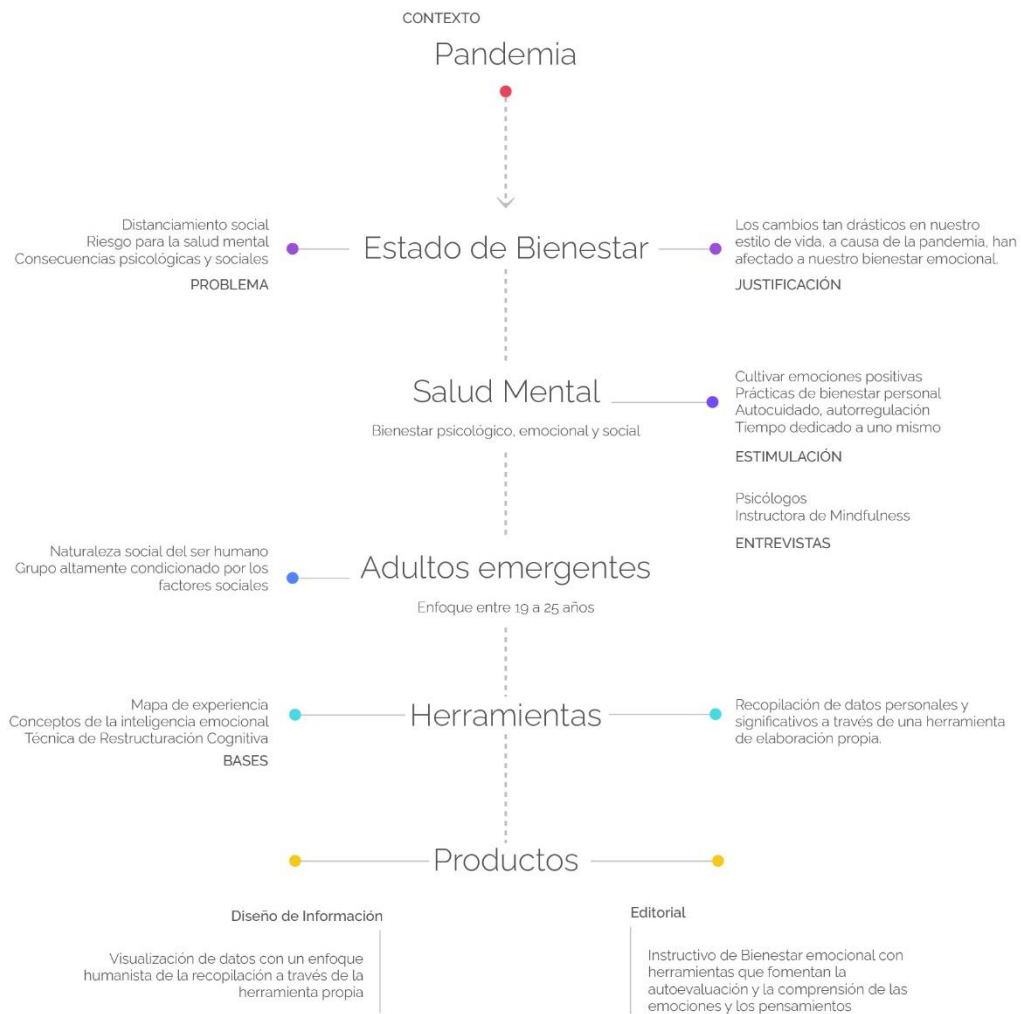 CONTEXTO
Pandemia
Distanciamiento social
Riesgo para la salud mental
Consecuencias psicológicas y sociales
PROBLEMA
Estado de Bienestar
Los cambios tan drásticos en nuestro
estilo de vida, a causa de la pandemia, han
afectado a nuestro bienestar emocional.
JUSTIFICACIÓN
Salud Mental
Bienestar psicológico, emocional y social
Cultivar emociones positivas
Prácticas de bienestar personal
Autocuidado, autorregulación
Tiempo dedicado a uno mismo
ESTIMULACIÓN
Psicólogos
Instructora de Mindfulness
ENTREVISTAS
Naturaleza social del ser humano
Grupo altamente condicionado por los
factores sociales
Adultos emergentes
Enfoque entre 19 a 25 años
Mapa de experiencia
Conceptos de la inteligencia emocional
Técnica de Restructuración Cognitiva
BASES
Herramientas
Recopilación de datos personales y
significativos a través de una herramienta
de elaboración propia.
Productos
Diseño de Información
Visualización de datos con un enfoque
humanista de la recopilación a través de la
herramienta propia
Editorial
Instructivo de Bienestar emocional con
herramientas que fomentan la
autoevaluación y la comprensión de las
emociones y los pensamientos